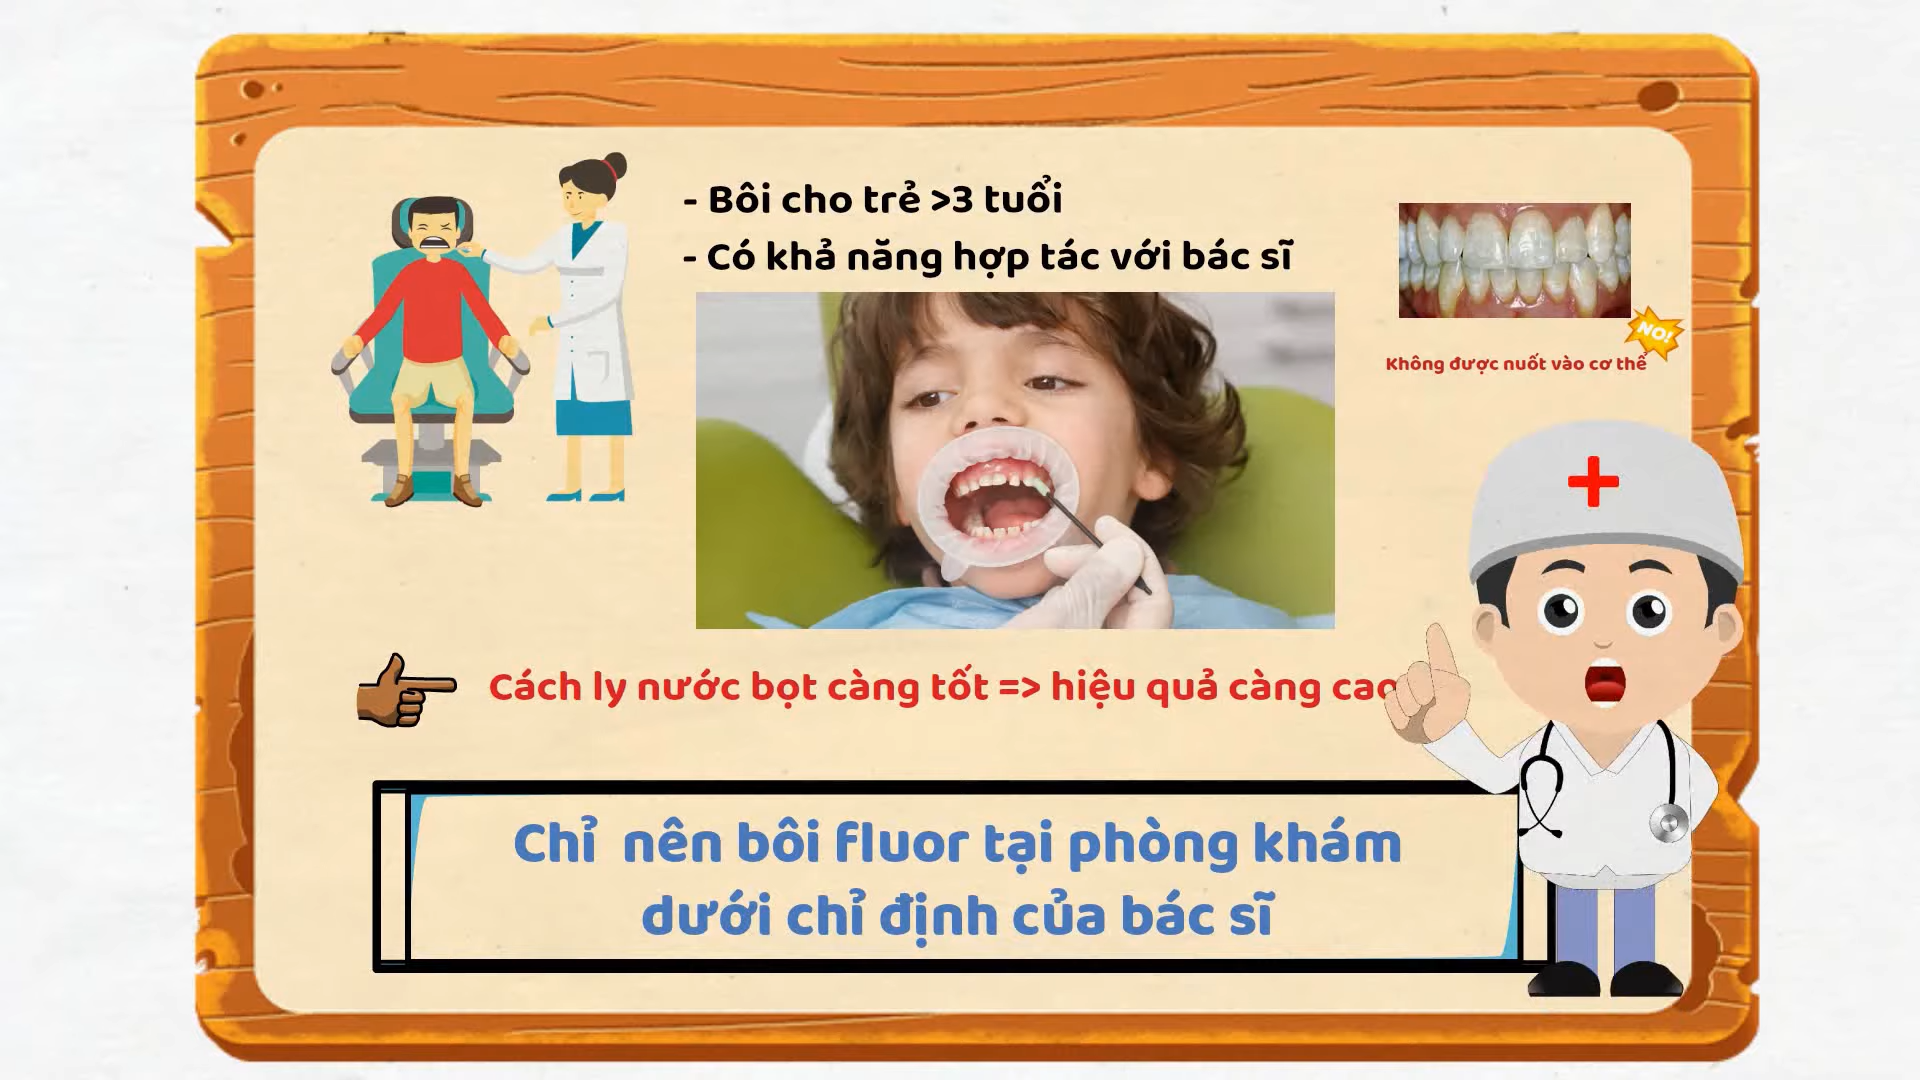 - Bôi cho trẻ >3 tuổi
- Có khả năng hợp tác với bác sĩ
NO!
Không được nuốt vào cơ thể
Cách ly nước bọt càng tốt => hiệu quả càng cao
Chỉ nên bôi fluor tại phòng khám
dưới chỉ định của bác sĩ